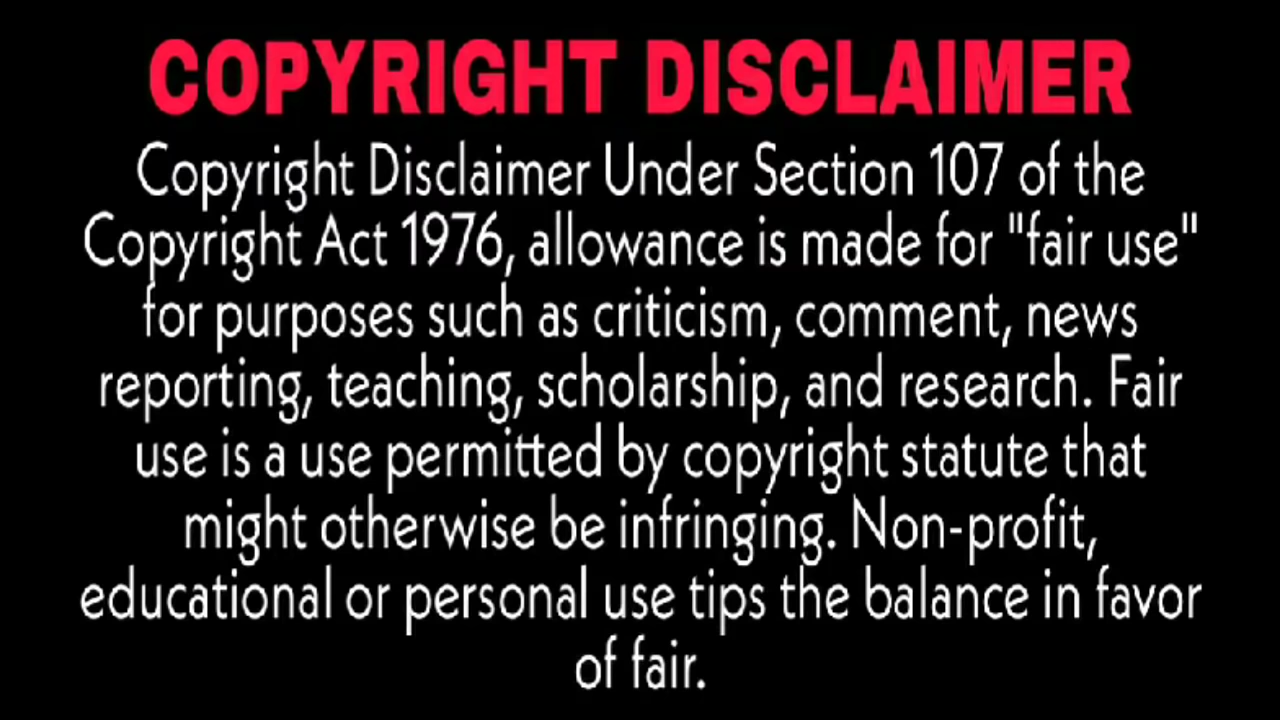 COPYRIGHT DISCLAIMER
Copyright Disclaimer Under Section 107 of the
Copyright Act 1976, allowance is made for "fair use"
for purposes such as criticism, comment, news
reporting, teaching, scholarship, and research. Fair
use is a use permitted by copyright statute that
might otherwise be infringing. Non-profit,
educational or personal use tips the balance in favor
of fair.